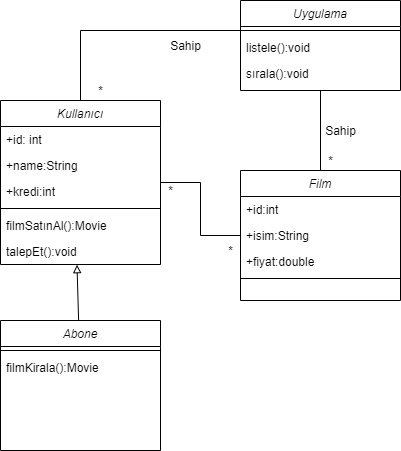 Uygulama
listele():void
sırala():void
Sahip
*
Kullanıcı
+id: int
+name:String
+kredi:int
filmSatınAl():Movie
talepEt():void
*
Sahip
*
Film
+id:int
+isim:String
+fiyat:double
*
Abone
filmKirala():Movie